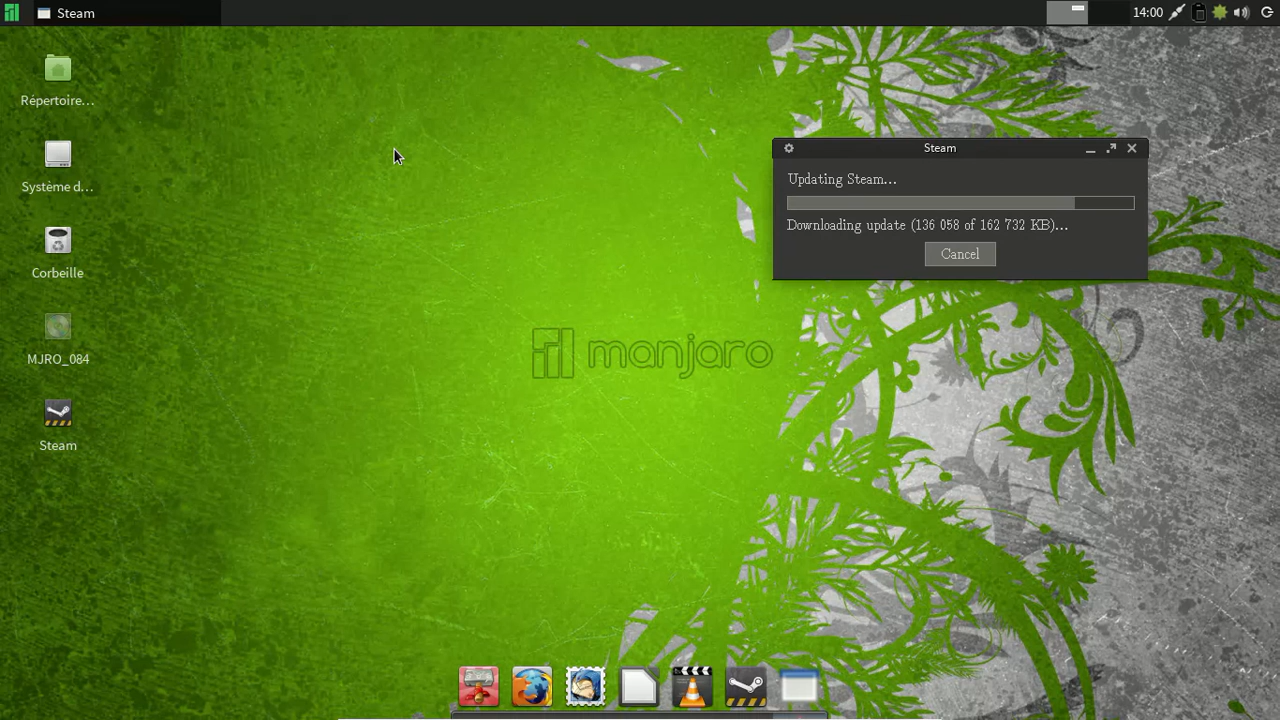 Steam
14:00
Répertoire...
Système d...
Corbeille
MJRO_084
Steam
Steam
Updating Steam...
Downloading update (136 058 of 162 732 KB)...
Cancel
manjaro